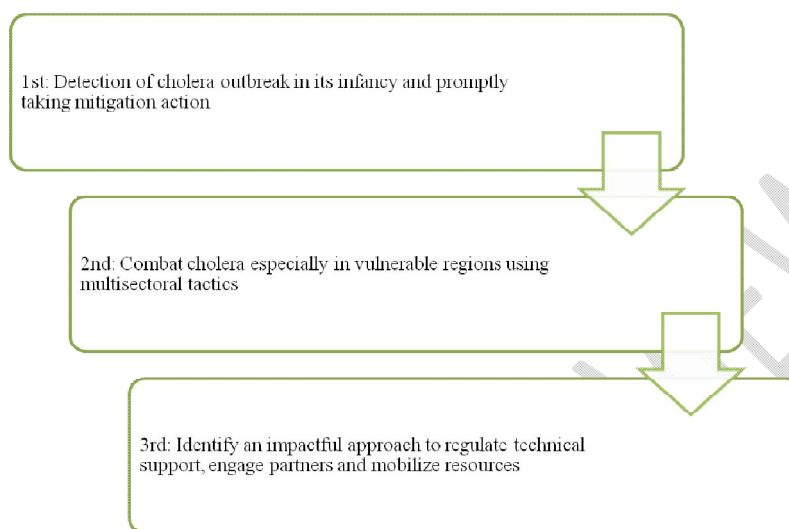 1st: Detection of cholera outbreak in its infancy and promptly
taking mitigation action
2nd: Combat cholera especially in vulnerable regions using
multisectoral tactics
3rd: Identify an impactful approach to regulate technical
support, engage partners and mobilize resources